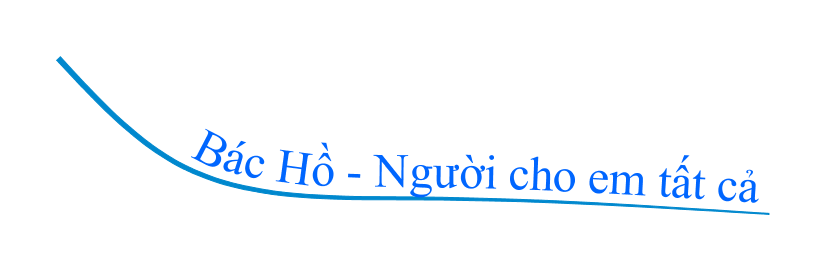 Bác Hồ - Người cho em tất cả